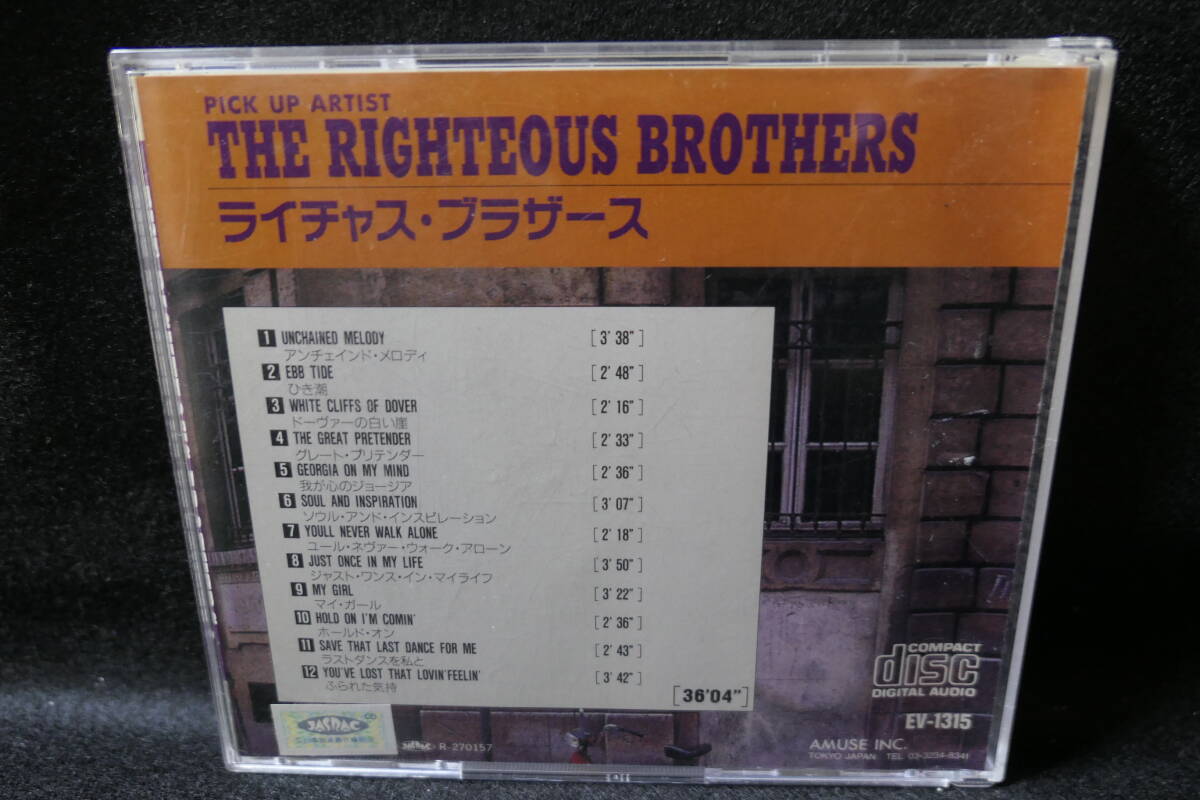 PICK UP ARTIST
THE RIGHTEOUS BROTHERS
ライチャス・ブラザース
1 UNCHAINED MELODY [3' 38"]
アンチェインド・メロディ
2 EBB TIDE [2' 48"]
ひき潮
3 WHITE CLIFFS OF DOVER [2' 16"]
ドーヴァーの白い崖
4 THE GREAT PRETENDER [2' 33"]
グレート・プリテンダー
5 GEORGIA ON MY MIND [2' 36"]
我が心のジョージア
6 SOUL AND INSPIRATION [3' 07"]
ソウル・アンド・インスピレーション
7 YOULL NEVER WALK ALONE [2' 18"]
ユール・ネヴァー・ウォーク・アローン
8 JUST ONCE IN MY LIFE [3' 50"]
ジャスト・ワンス・イン・マイライフ
9 MY GIRL [3' 22"]
マイ・ガール
10 HOLD ON I'M COMIN' [2' 36"]
ホールド・オン
11 SAVE THAT LAST DANCE FOR ME [2' 43"]
ラストダンスを私と
12 YOU'VE LOST THAT LOVIN'FEELIN' [3' 42"]
ふられた気持
[36'04"]
COMPACT
disc
DIGITAL AUDIO
EV-1315
JASRAC
R-270157
AMUSE INC.
TOKYO JAPAN TEL 03-3234-8341